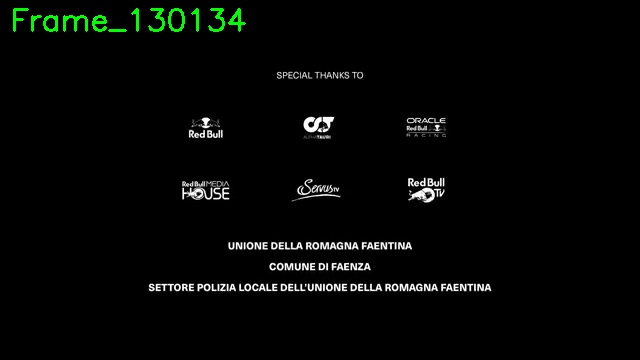 Frame_130134
SPECIAL THANKS TO
Red Bull
ALPHATAURI
ORACLE
Red Bull
RACING
Red Bull MEDIA
HOUSE
ServusTV
Red Bull
TV
UNIONE DELLA ROMAGNA FAENTINA
COMUNE DI FAENZA
SETTORE POLIZIA LOCALE DELL'UNIONE DELLA ROMAGNA FAENTINA